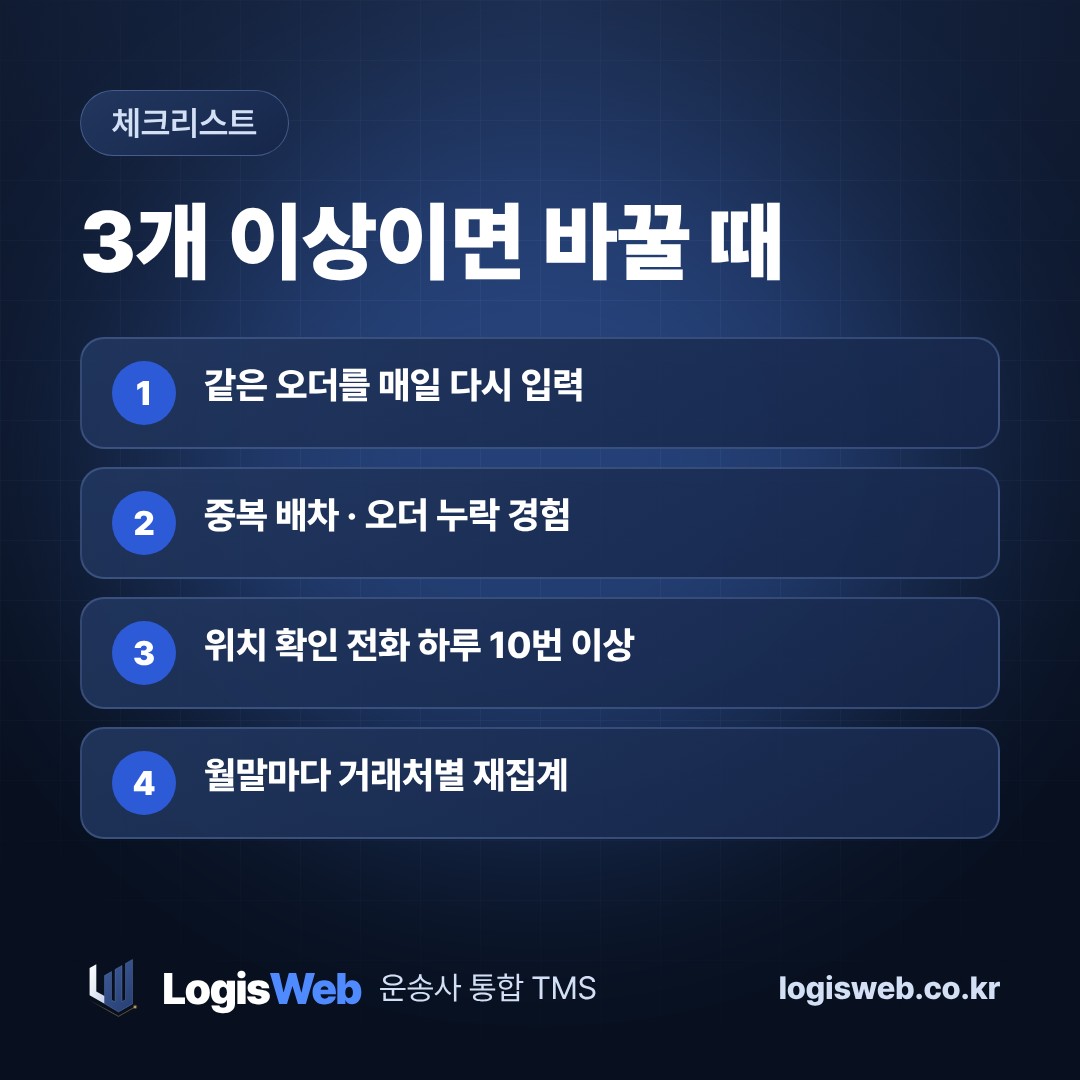 체크리스트
3개 이상이면 바꿀 때
1 같은 오더를 매일 다시 입력
2 중복 배차 · 오더 누락 경험
3 위치 확인 전화 하루 10번 이상
4 월말마다 거래처별 재집계
LogisWeb 운송사 통합 TMS
logisweb.co.kr